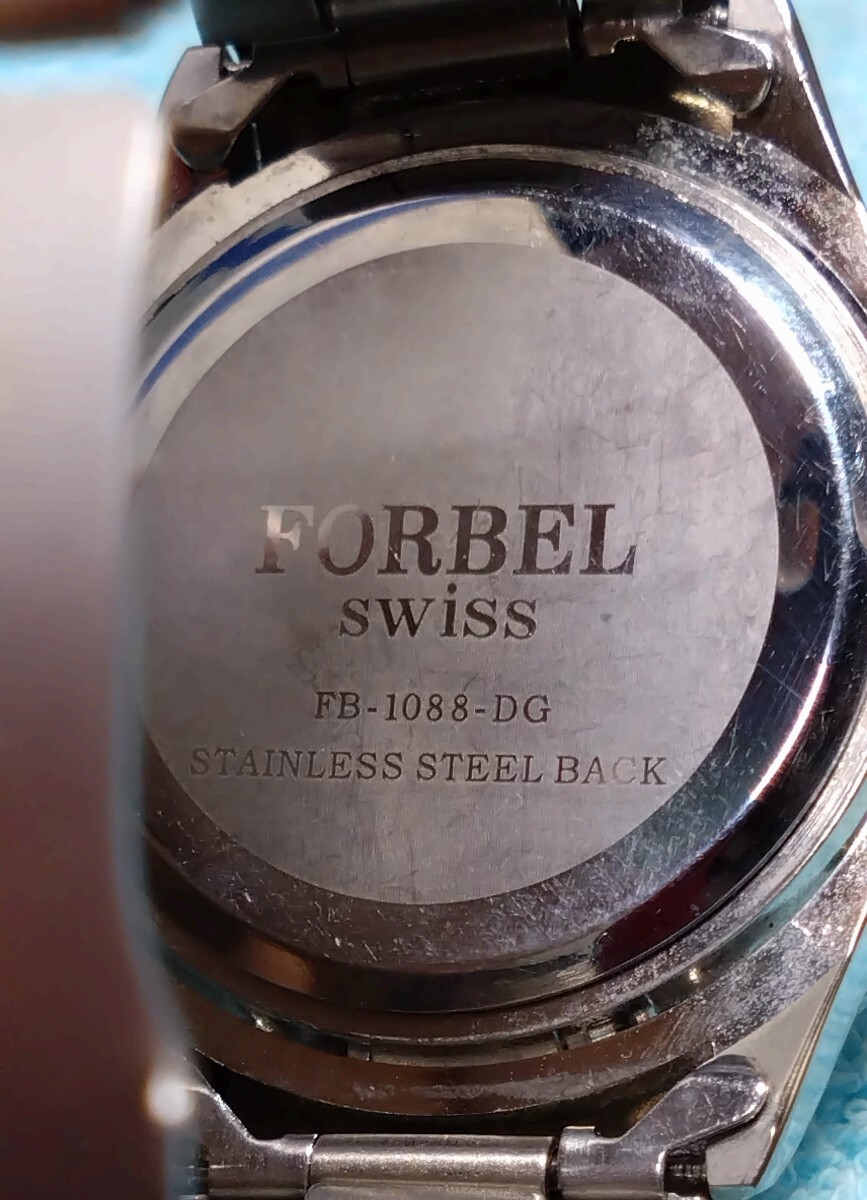 FORBEL
swiss
FB-1088-DG
STAINLESS STEEL BACK